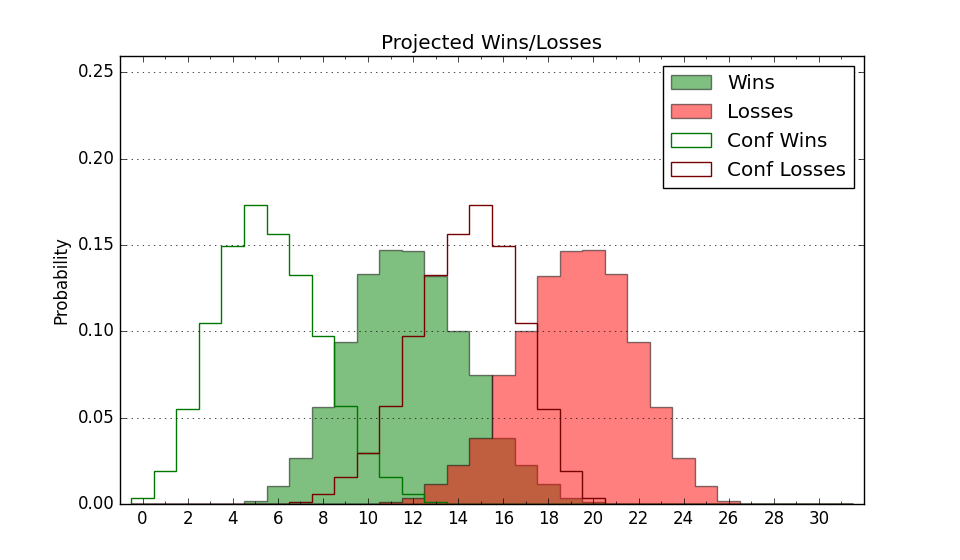 Projected Wins/Losses
0.25
0.20
0.15
0.10
0.05
0.00
Probability
Wins
Losses
Conf Wins
Conf Losses
0 2 4 6 8 10 12 14 16 18 20 22 24 26 28 30